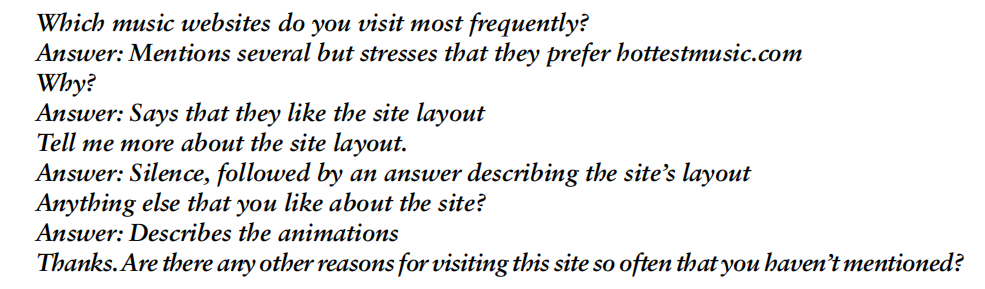 Which music websites do you visit most frequently?
Answer: Mentions several but stresses that they prefer hottestmusic.com
Why?
Answer: Says that they like the site layout
Tell me more about the site layout.
Answer: Silence, followed by an answer describing the site's layout
Anything else that you like about the site?
Answer: Describes the animations
Thanks. Are there any other reasons for visiting this site so often that you haven't mentioned?